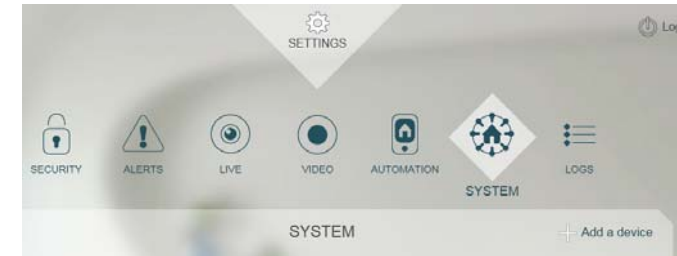 SETTINGS
SECURITY
ALERTS
LIVE
VIDEO
AUTOMATION
SYSTEM
LOGS
SYSTEM
Add a device